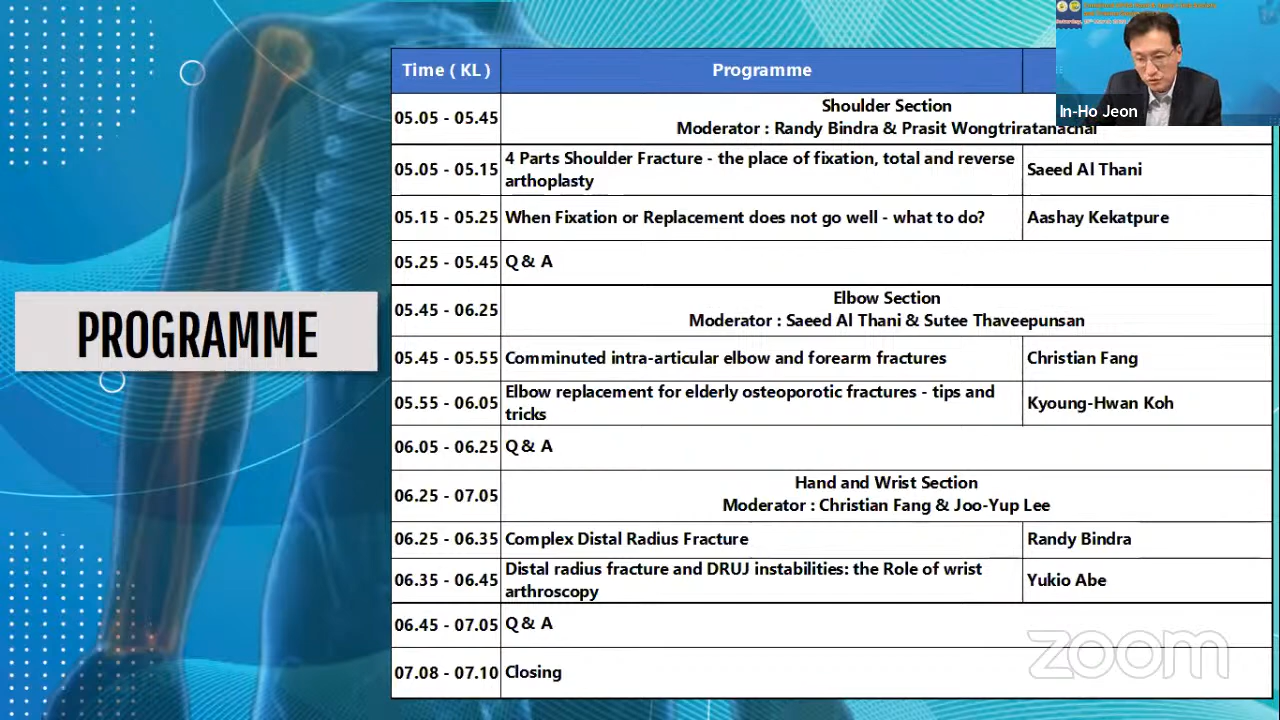 PROGRAMME
Time ( KL )
Programme
05.05 - 05.45
Shoulder Section
Moderator : Randy Bindra & Prasit Wongtriratanachai
05.05 - 05.15
4 Parts Shoulder Fracture - the place of fixation, total and reverse
arthoplasty
Saeed Al Thani
05.15 - 05.25
When Fixation or Replacement does not go well - what to do?
Aashay Kekatpure
05.25 - 05.45
Q & A
05.45 - 06.25
Elbow Section
Moderator : Saeed Al Thani & Sutee Thaveepunsan
05.45 - 05.55
Comminuted intra-articular elbow and forearm fractures
Christian Fang
05.55 - 06.05
Elbow replacement for elderly osteoporotic fractures - tips and
tricks
Kyoung-Hwan Koh
06.05 - 06.25
Q & A
06.25 - 07.05
Hand and Wrist Section
Moderator : Christian Fang & Joo-Yup Lee
06.25 - 06.35
Complex Distal Radius Fracture
Randy Bindra
06.35 - 06.45
Distal radius fracture and DRUJ instabilities: the Role of wrist
arthroscopy
Yukio Abe
06.45 - 07.05
Q & A
07.08 - 07.10
Closing
In-Ho Jeon
zoom